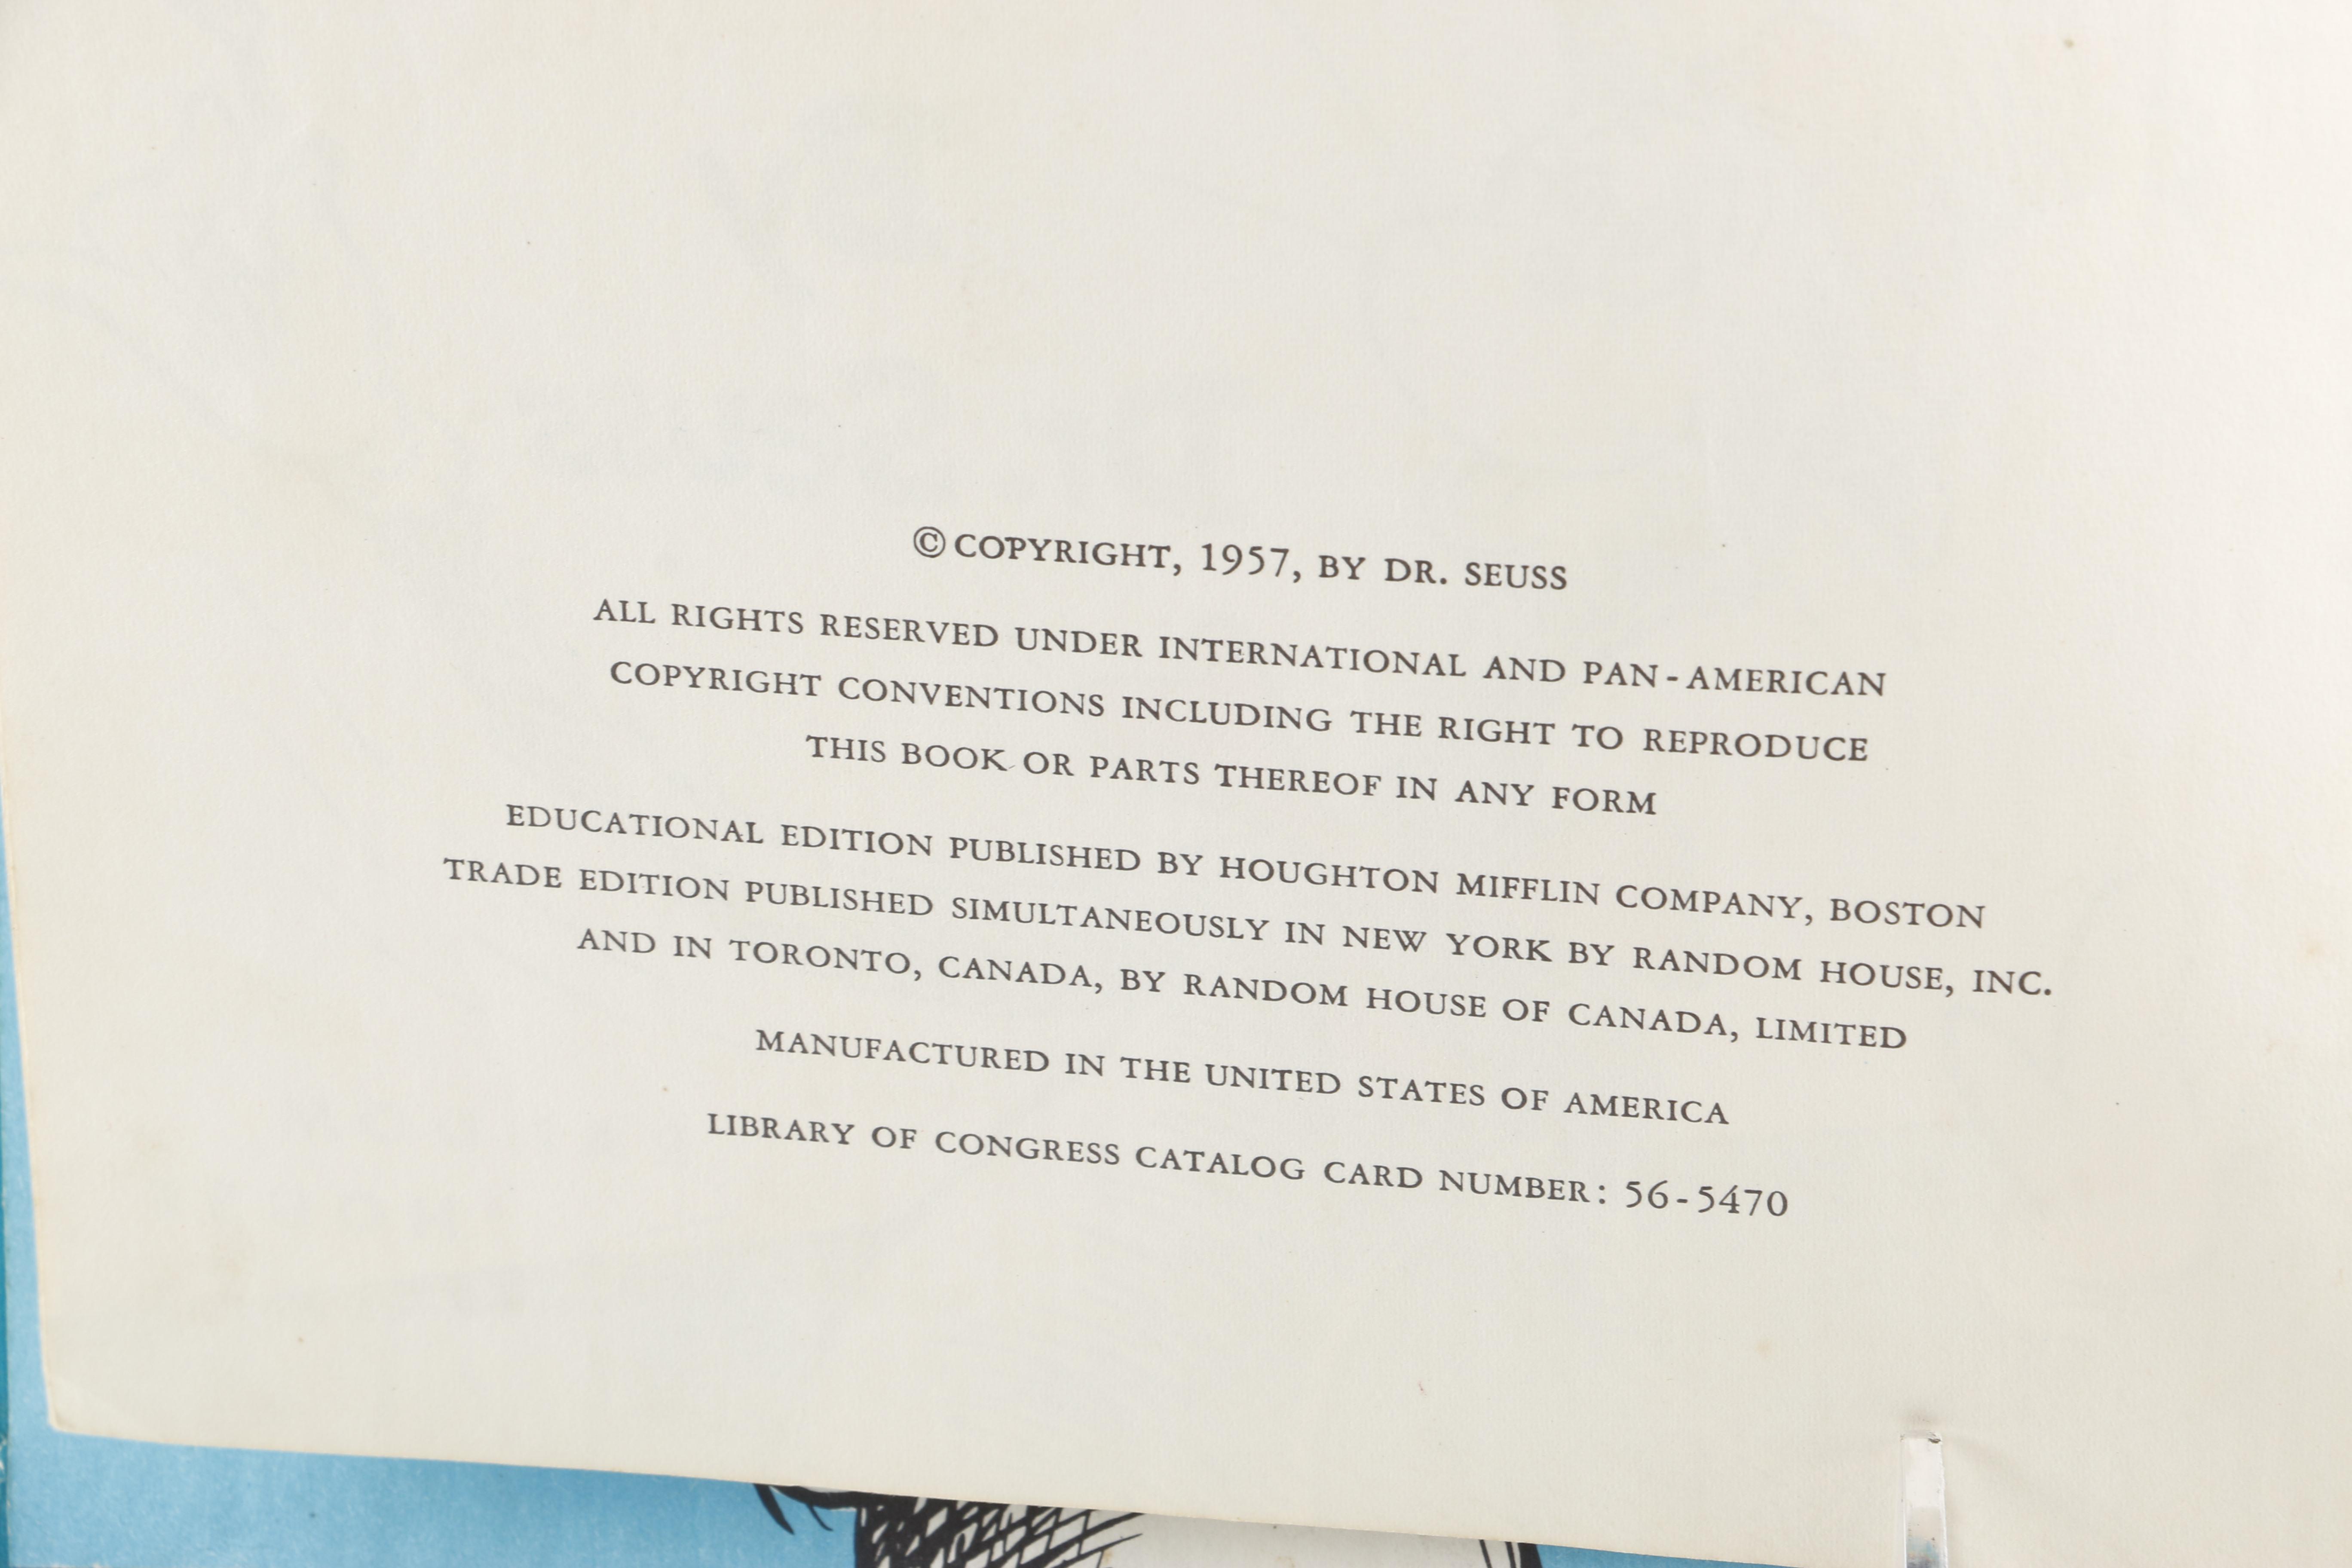 © COPYRIGHT, 1957, BY DR. SEUSS
ALL RIGHTS RESERVED UNDER INTERNATIONAL AND PAN-AMERICAN
COPYRIGHT CONVENTIONS INCLUDING THE RIGHT TO REPRODUCE
THIS BOOK OR PARTS THEREOF IN ANY FORM
EDUCATIONAL EDITION PUBLISHED BY HOUGHTON MIFFLIN COMPANY, BOSTON
TRADE EDITION PUBLISHED SIMULTANEOUSLY IN NEW YORK BY RANDOM HOUSE, INC.
AND IN TORONTO, CANADA, BY RANDOM HOUSE OF CANADA, LIMITED
MANUFACTURED IN THE UNITED STATES OF AMERICA
LIBRARY OF CONGRESS CATALOG CARD NUMBER: 56-5470